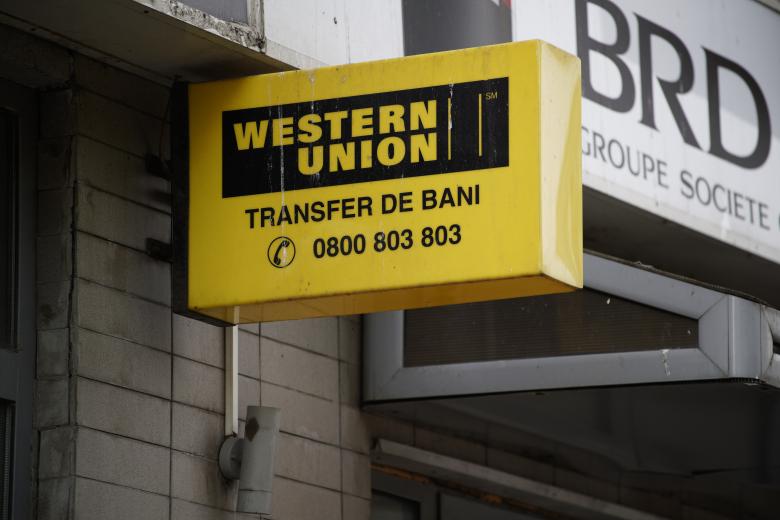 WESTERN
UNION
SM
TRANSFER DE BANI
0800 803 803
BRD
GROUPE SOCIETE